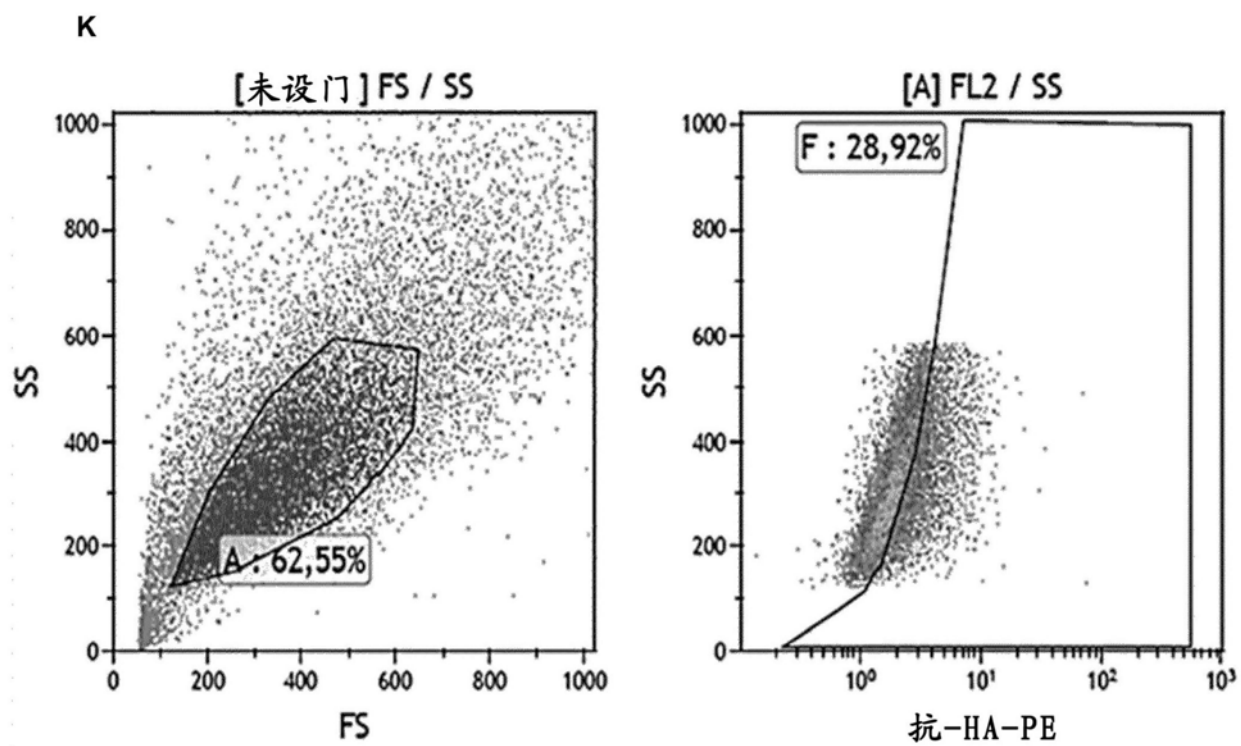 K
[未设门] FS / SS
1000
800
600
400
200
0
SS
A : 62,55%
0 200 400 600 800 1000
FS
[A] FL2 / SS
1000
800
600
400
200
0
SS
F : 28,92%
10⁰ 10¹ 10² 10³
抗-HA-PE